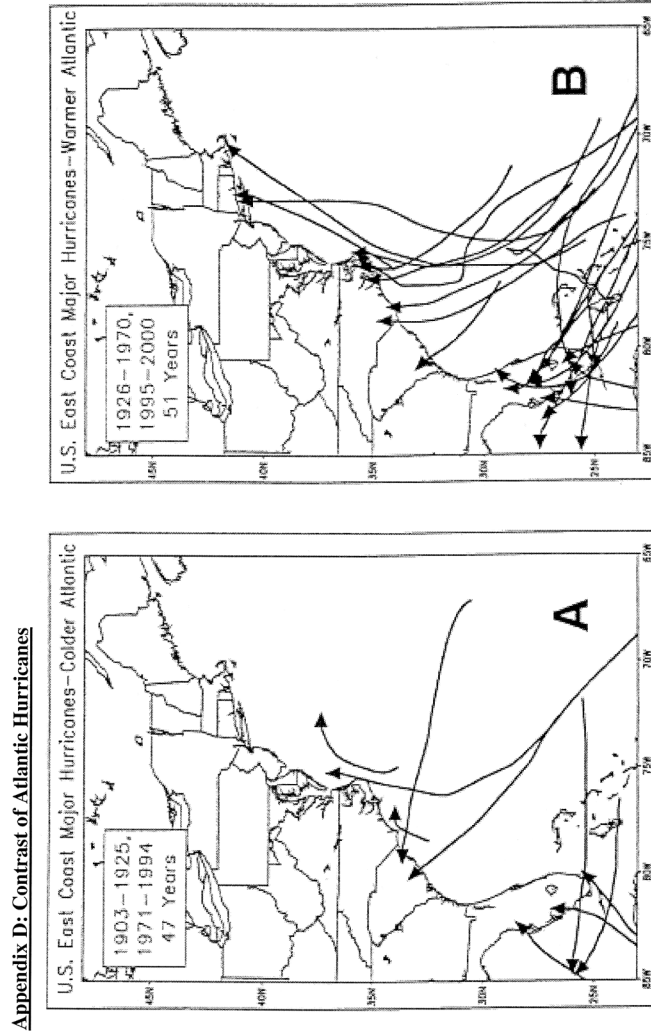 Appendix D: Contrast of Atlantic Hurricanes
U.S. East Coast Major Hurricanes–Colder Atlantic
1903–1925,
1971–1994
47 Years
45N
40N
35N
30N
25N
85W
80W
75W
70W
65W
A
U.S. East Coast Major Hurricanes–Warmer Atlantic
1926–1970,
1995–2000
51 Years
45N
40N
35N
30N
25N
85W
80W
75W
70W
65W
B